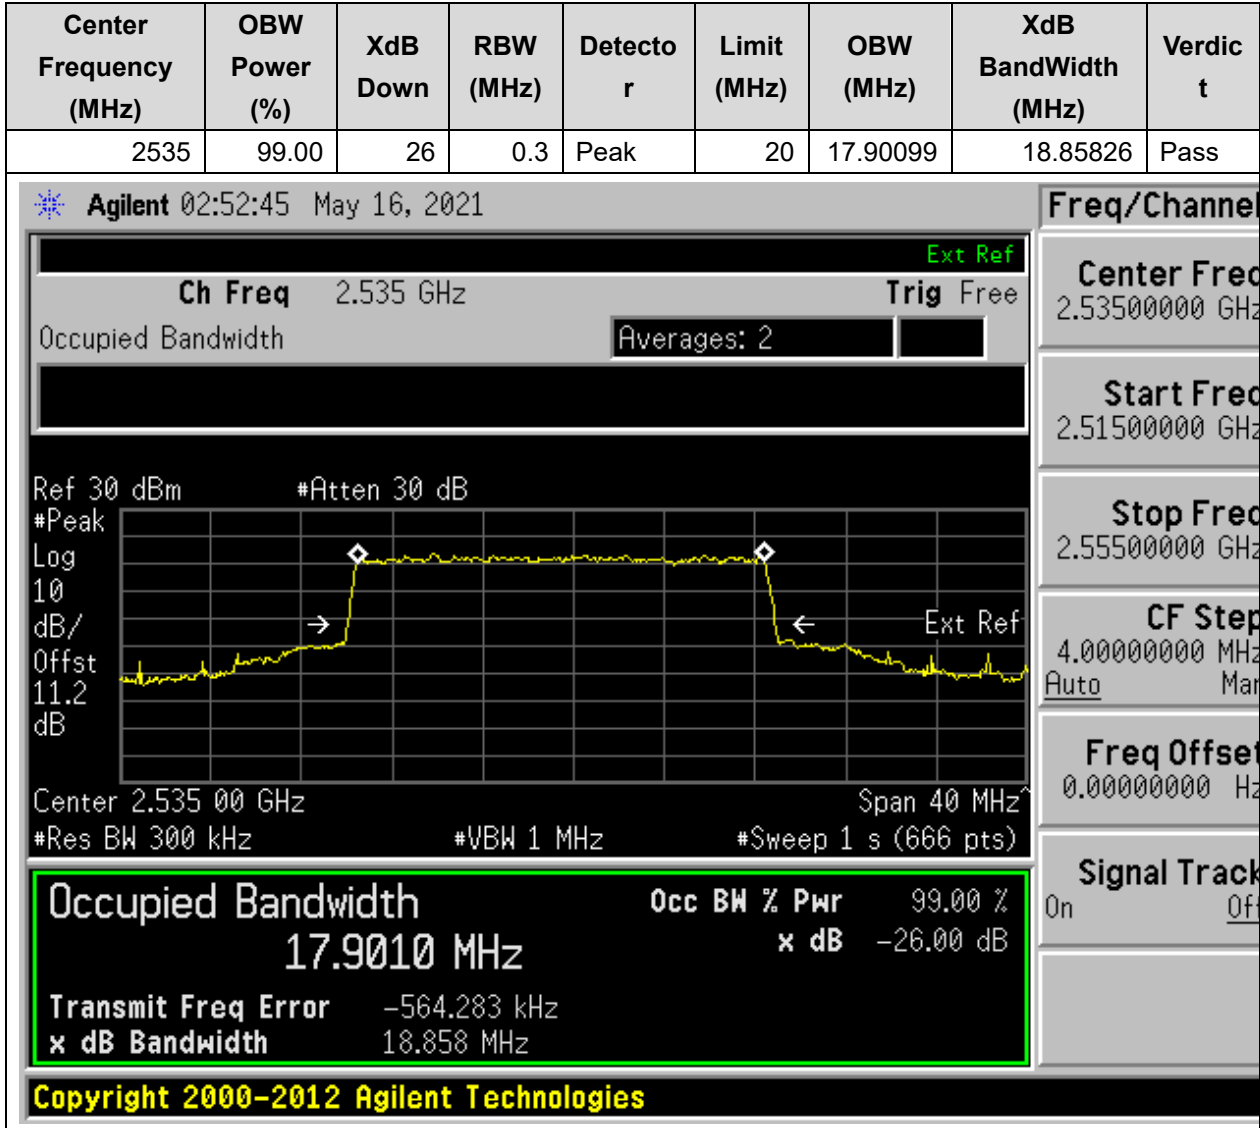 Center Frequency (MHz) OBW Power (%) XdB Down RBW (MHz) Detector Limit (MHz) OBW (MHz) XdB BandWidth (MHz) Verdict
2535 99.00 26 0.3 Peak 20 17.90099 18.85826 Pass
Agilent 02:52:45 May 16, 2021
Freq/Channel
Ext Ref
Ch Freq 2.535 GHz Trig Free
Occupied Bandwidth Averages: 2
Center Freq
2.53500000 GHz
Start Freq
2.51500000 GHz
Stop Freq
2.55500000 GHz
CF Step
4.00000000 MHz
Auto Man
Freq Offset
0.00000000 Hz
Signal Track
On Off
Ref 30 dBm #Atten 30 dB
#Peak
Log
10
dB/
Offst
11.2
dB
Ext Ref
Center 2.535 00 GHz Span 40 MHz^
#Res BW 300 kHz #VBW 1 MHz #Sweep 1 s (666 pts)
Occupied Bandwidth
17.9010 MHz
Occ BW % Pwr 99.00 %
x dB -26.00 dB
Transmit Freq Error -564.283 kHz
x dB Bandwidth 18.858 MHz
Copyright 2000-2012 Agilent Technologies